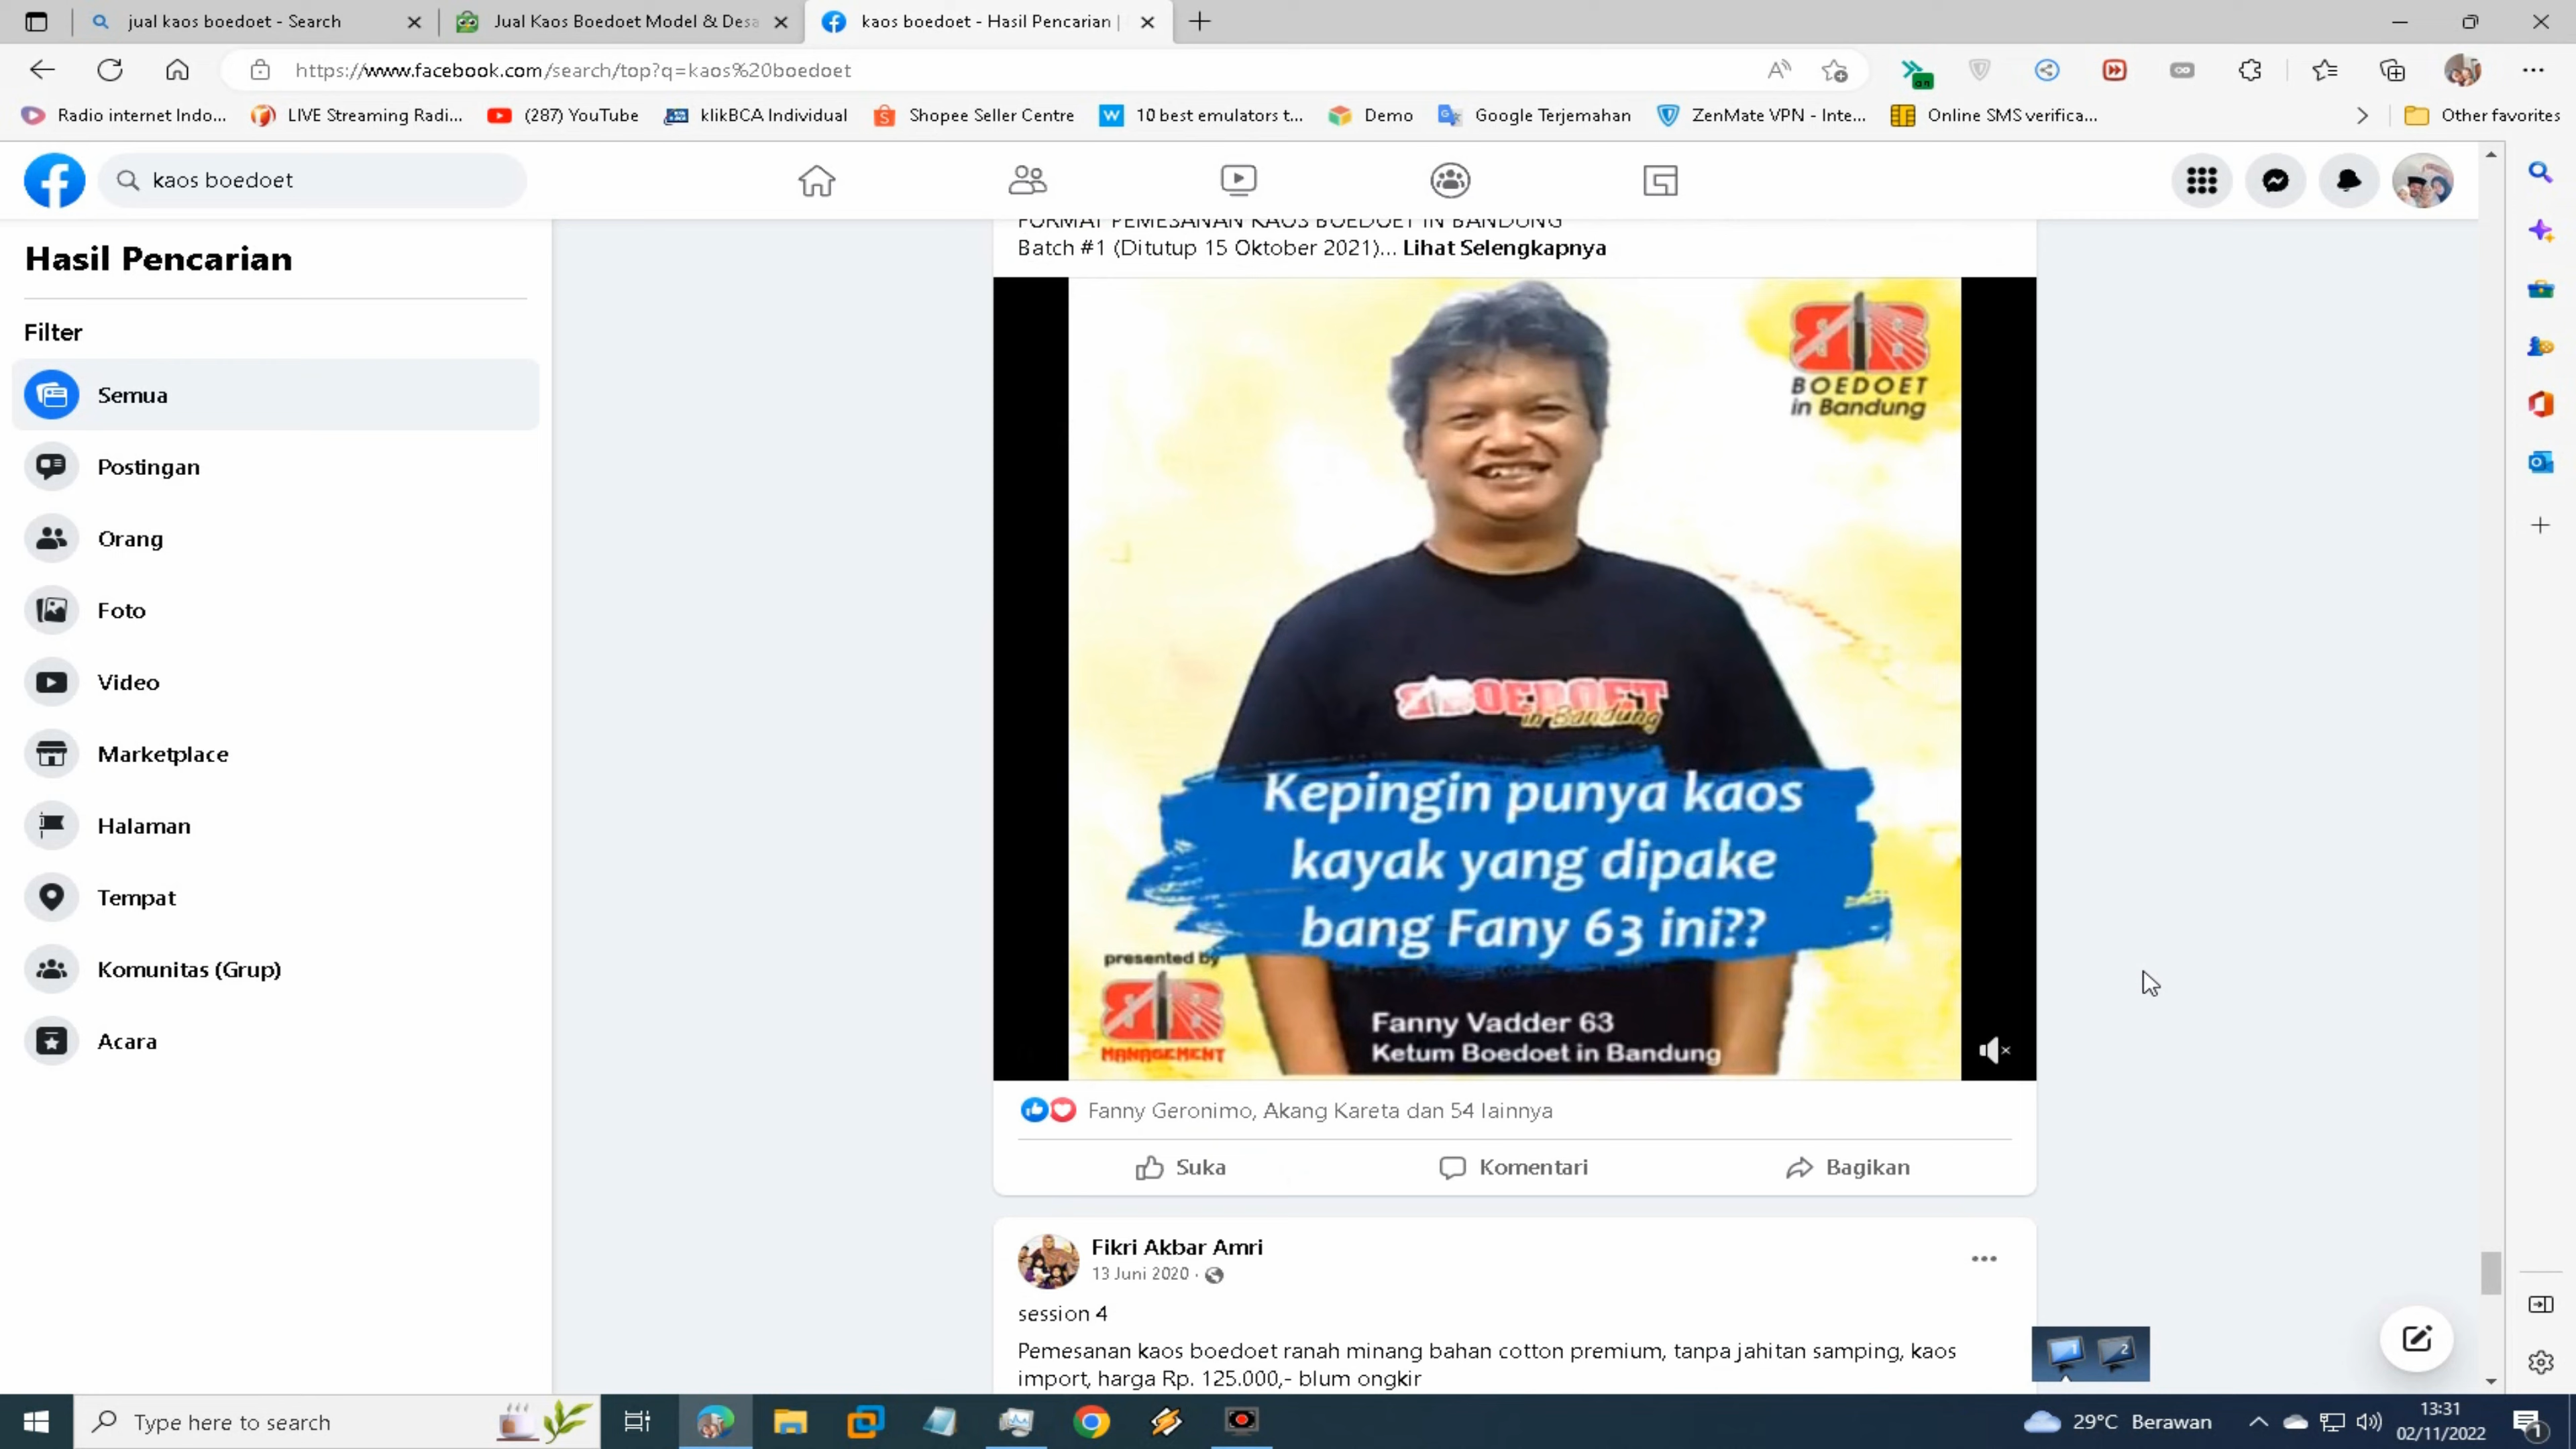 jual kaos boedoet - Search
Jual Kaos Boedoet Model & Desa
kaos boedoet - Hasil Pencarian |
https://www.facebook.com/search/top?q=kaos%20boedoet
on
Radio internet Indo...
LIVE Streaming Radi...
(287) YouTube
klikBCA Individual
Shopee Seller Centre
10 best emulators t...
Demo
Google Terjemahan
ZenMate VPN - Inte...
Online SMS verifica...
Other favorites
kaos boedoet
Hasil Pencarian
Filter
Semua
Postingan
Orang
Foto
Video
Marketplace
Halaman
Tempat
Komunitas (Grup)
Acara
FORMAT PEMESANAN KAOS BOEDOET IN BANDUNG
Batch #1 (Ditutup 15 Oktober 2021)... Lihat Selengkapnya
BOEDOET
in Bandung
BOEDOET
in Bandung
Kepingin punya kaos
kayak yang dipake
bang Fany 63 ini??
presented by
MANAGEMENT
Fanny Vadder 63
Ketum Boedoet in Bandung
Fanny Geronimo, Akang Kareta dan 54 lainnya
Suka
Komentari
Bagikan
Fikri Akbar Amri
13 Juni 2020 ·
session 4
Pemesanan kaos boedoet ranah minang bahan cotton premium, tanpa jahitan samping, kaos
import, harga Rp. 125.000,- blum ongkir
1
2
Type here to search
29°C Berawan
13:31
02/11/2022
1